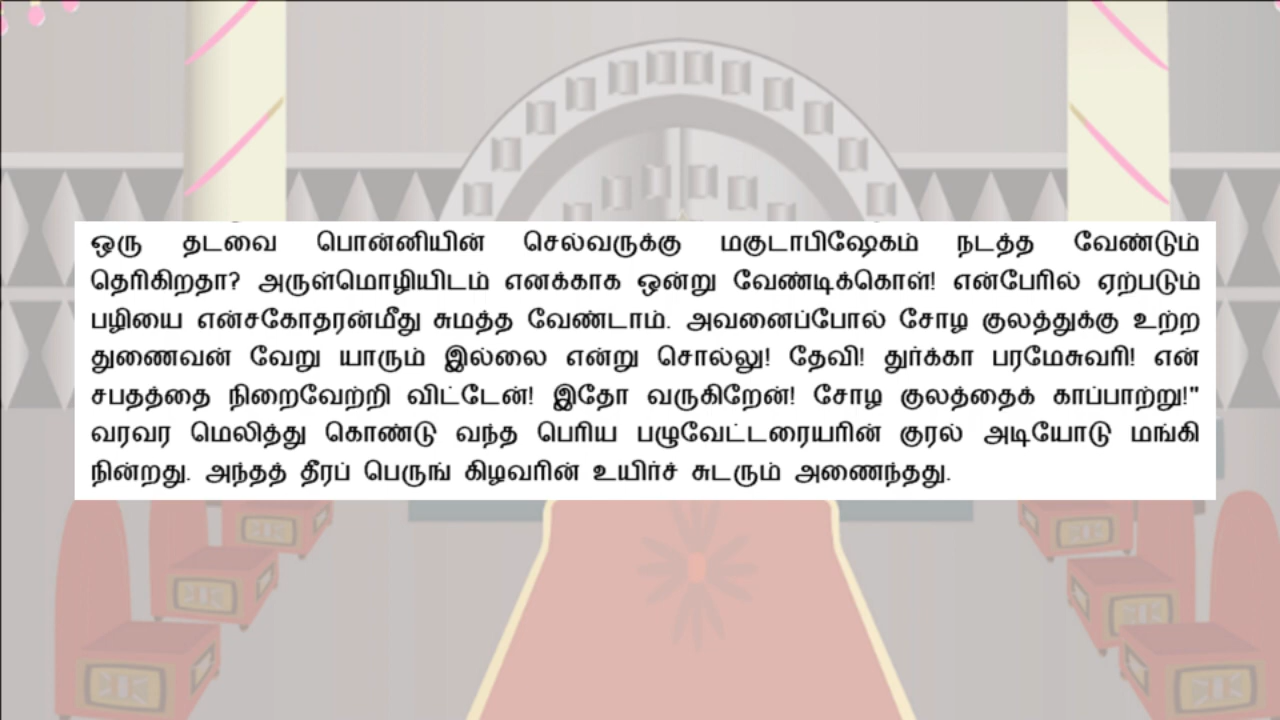 ஒரு தடவை பொன்னியின் செல்வருக்கு மகுடாபிஷேகம் நடத்த வேண்டும்
தெரிகிறதா? அருள்மொழியிடம் எனக்காக ஒன்று வேண்டிக்கொள்! என்பேரில் ஏற்படும்
பழியை என்சகோதரன்மீது சுமத்த வேண்டாம். அவனைப்போல் சோழ குலத்துக்கு உற்ற
துணைவன் வேறு யாரும் இல்லை என்று சொல்லு! தேவி! துர்க்கா பரமேசுவரி! என்
சபதத்தை நிறைவேற்றி விட்டேன்! இதோ வருகிறேன்! சோழ குலத்தைக் காப்பாற்று!"
வரவர மெலித்து கொண்டு வந்த பெரிய பழுவேட்டரையரின் குரல் அடியோடு மங்கி
நின்றது. அந்தத் தீரப் பெருங் கிழவரின் உயிர்ச் சுடரும் அணைந்தது.